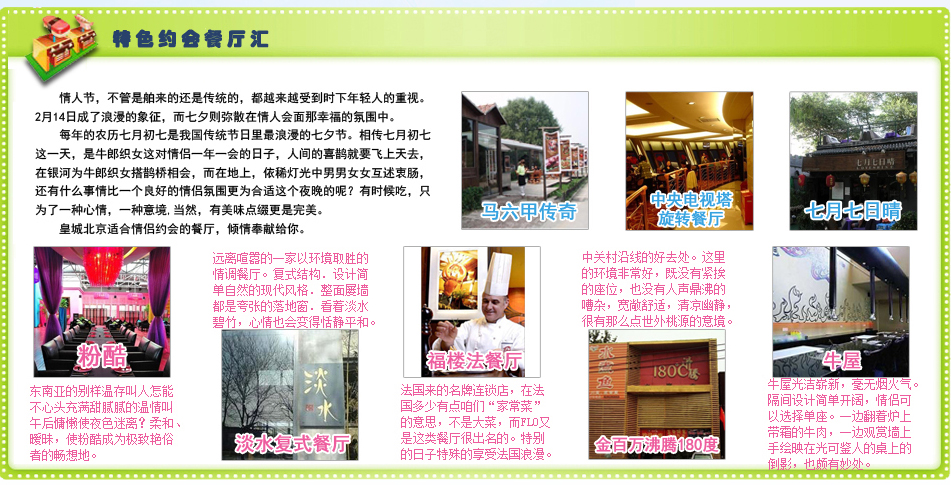 特色约会餐厅汇
情人节，不管是舶来的还是传统的，都越来越受到时下年轻人的重视。
2月14日成了浪漫的象征，而七夕则弥散在情人会面那幸福的氛围中。
每年的农历七月初七是我国传统节日里最浪漫的七夕节。相传七月初七
这一天，是牛郎织女这对情侣一年一会的日子，人间的喜鹊就要飞上天去，
在银河为牛郎织女搭鹊桥相会，而在地上，依稀灯光中男男女女互述衷肠，
还有什么事情比一个良好的情侣氛围更为合适这个夜晚的呢？有时候吃，只
为了一种心情，一种意境,当然，有美味点缀更是完美。
皇城北京适合情侣约会的餐厅，倾情奉献给你。
马六甲传奇
中央电视塔
旋转餐厅
七月七日晴
七月七日晴
粉酷
东南亚的别样温存叫人怎能
不心头充满甜腻腻的温情叫
午后慵懒使夜色迷离？柔和、
暧昧，使粉酷成为极致艳俗
者的畅想地。
远离喧嚣的一家以环境取胜的
情调餐厅。复式结构．设计简
单自然的现代风格．整面屡墙
都是夸张的落地窗．看着淡水
碧竹，心情也会变得恬静平和。
淡水
淡水复式餐厅
福楼法餐厅
法国来的名牌连锁店，在法
国多少有点咱们“家常菜”
的意思，不是大菜，而FLO又
是这类餐厅很出名的。特别
的日子特殊的享受法国浪漫。
中关村沿线的好去处。这里
的环境非常好，既没有紧挨
的座位，也没有人声鼎沸的
嘈杂，宽敞舒适，清凉幽静，
很有那么点世外桃源的意境。
180C
金百万沸腾180度
牛屋
牛屋光洁崭新，毫无烟火气。
隔间设计简单开阔，情侣可
以选择单座。一边翻着炉上
带霜的牛肉，一边观赏墙上
手绘映在光可鉴人的桌上的
倒影，也颇有妙处。